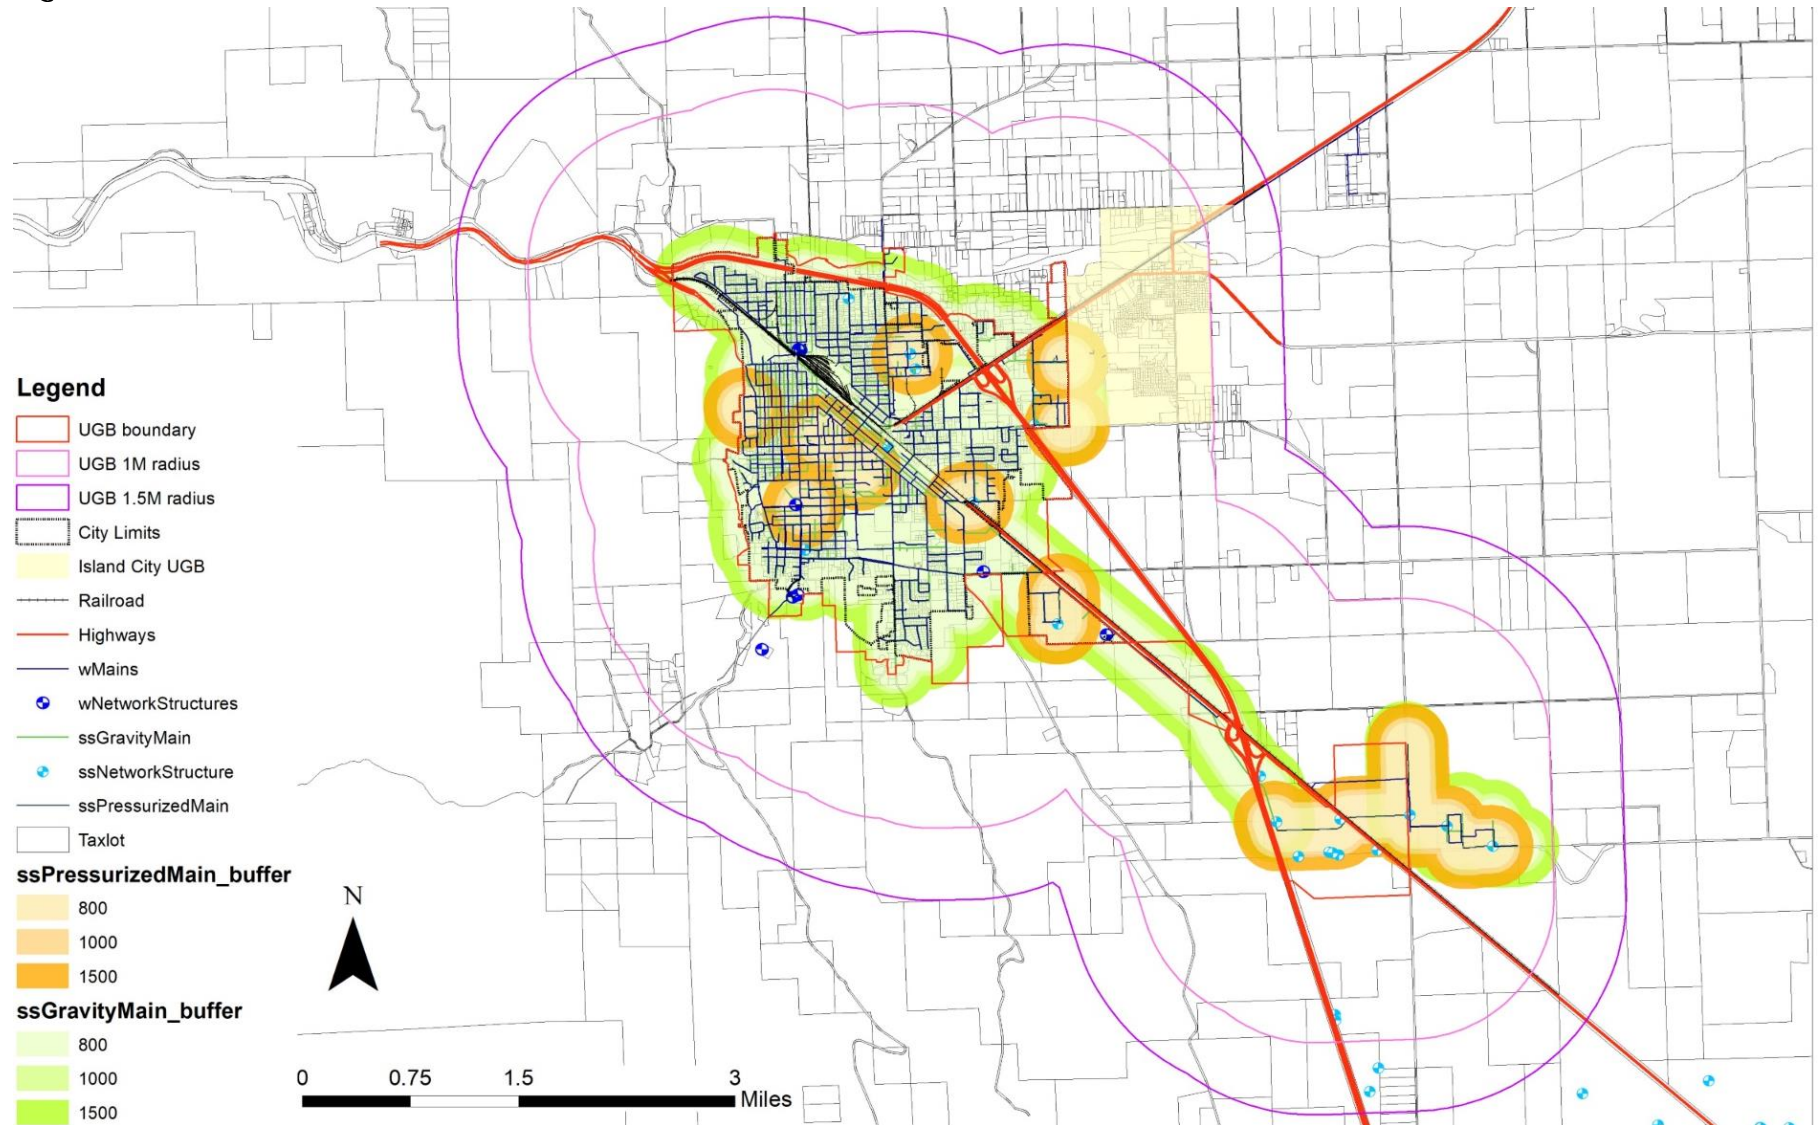 Legend
UGB boundary
UGB 1M radius
UGB 1.5M radius
City Limits
Island City UGB
Railroad
Highways
wMains
wNetworkStructures
ssGravityMain
ssNetworkStructure
ssPressurizedMain
Taxlot
ssPressurizedMain_buffer
800
1000
1500
ssGravityMain_buffer
800
1000
1500
N
0 0.75 1.5 3
Miles